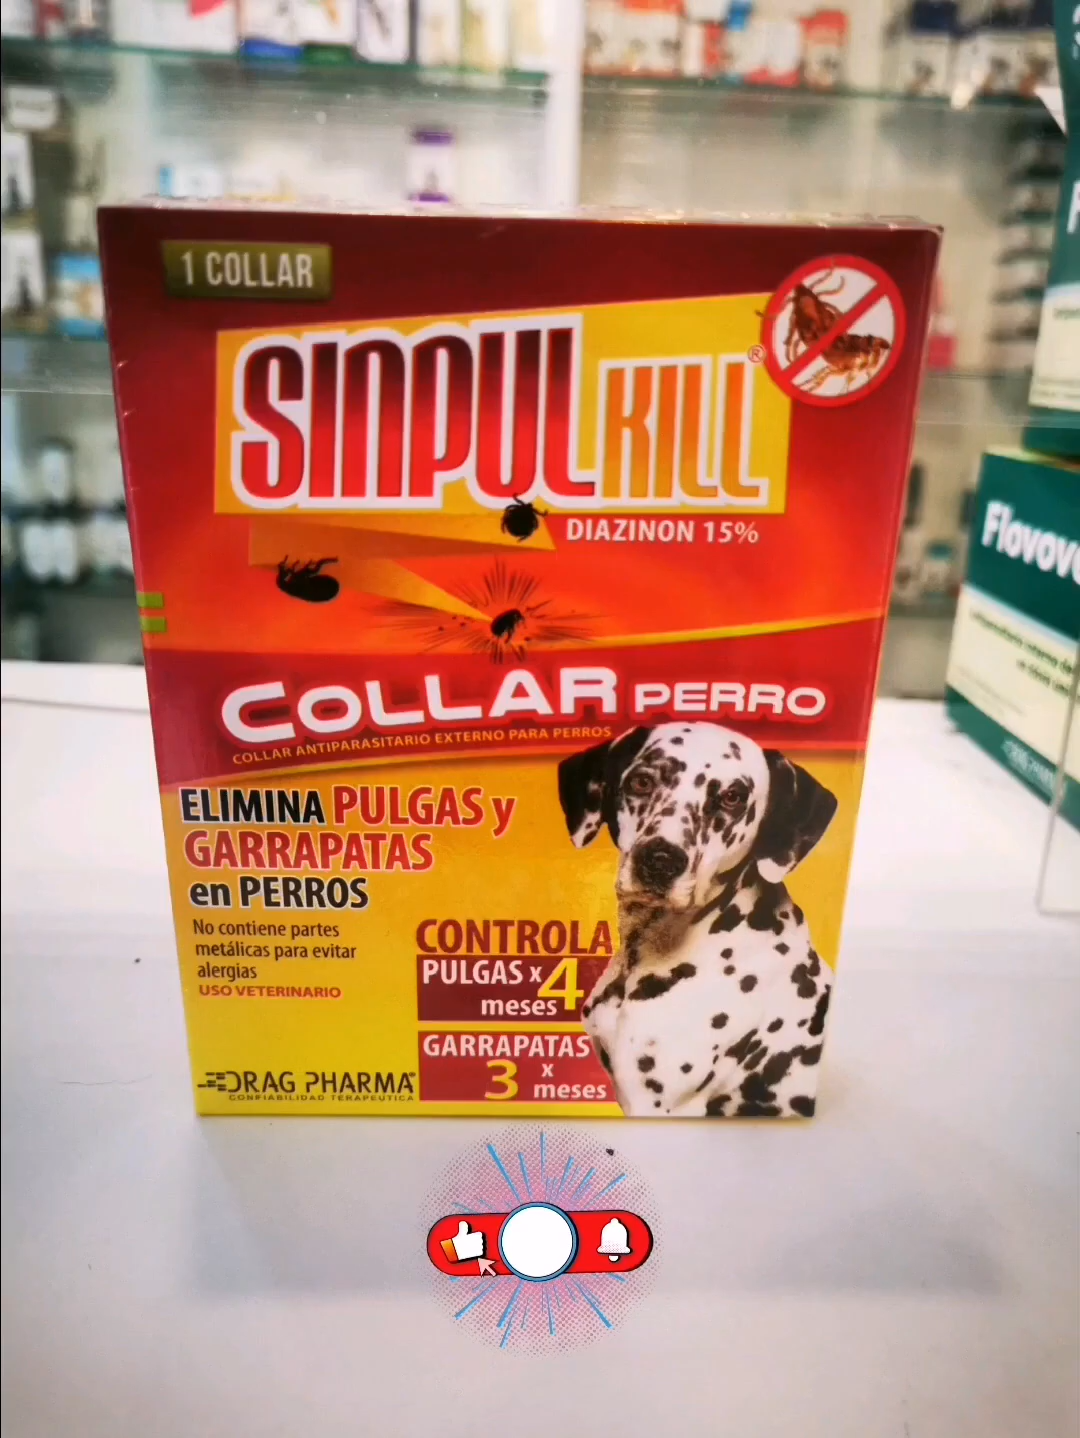 1 COLLAR
SINPUL KILL®
DIAZINON 15%
COLLAR PERRO
COLLAR ANTIPARASITARIO EXTERNO PARA PERROS
ELIMINA PULGAS y
GARRAPATAS
en PERROS
No contiene partes
metálicas para evitar
alergias
USO VETERINARIO
CONTROLA
PULGAS x 4
meses
GARRAPATAS
3 x meses
DRAG PHARMA®
CONFIABILIDAD TERAPEUTICA
Flovov